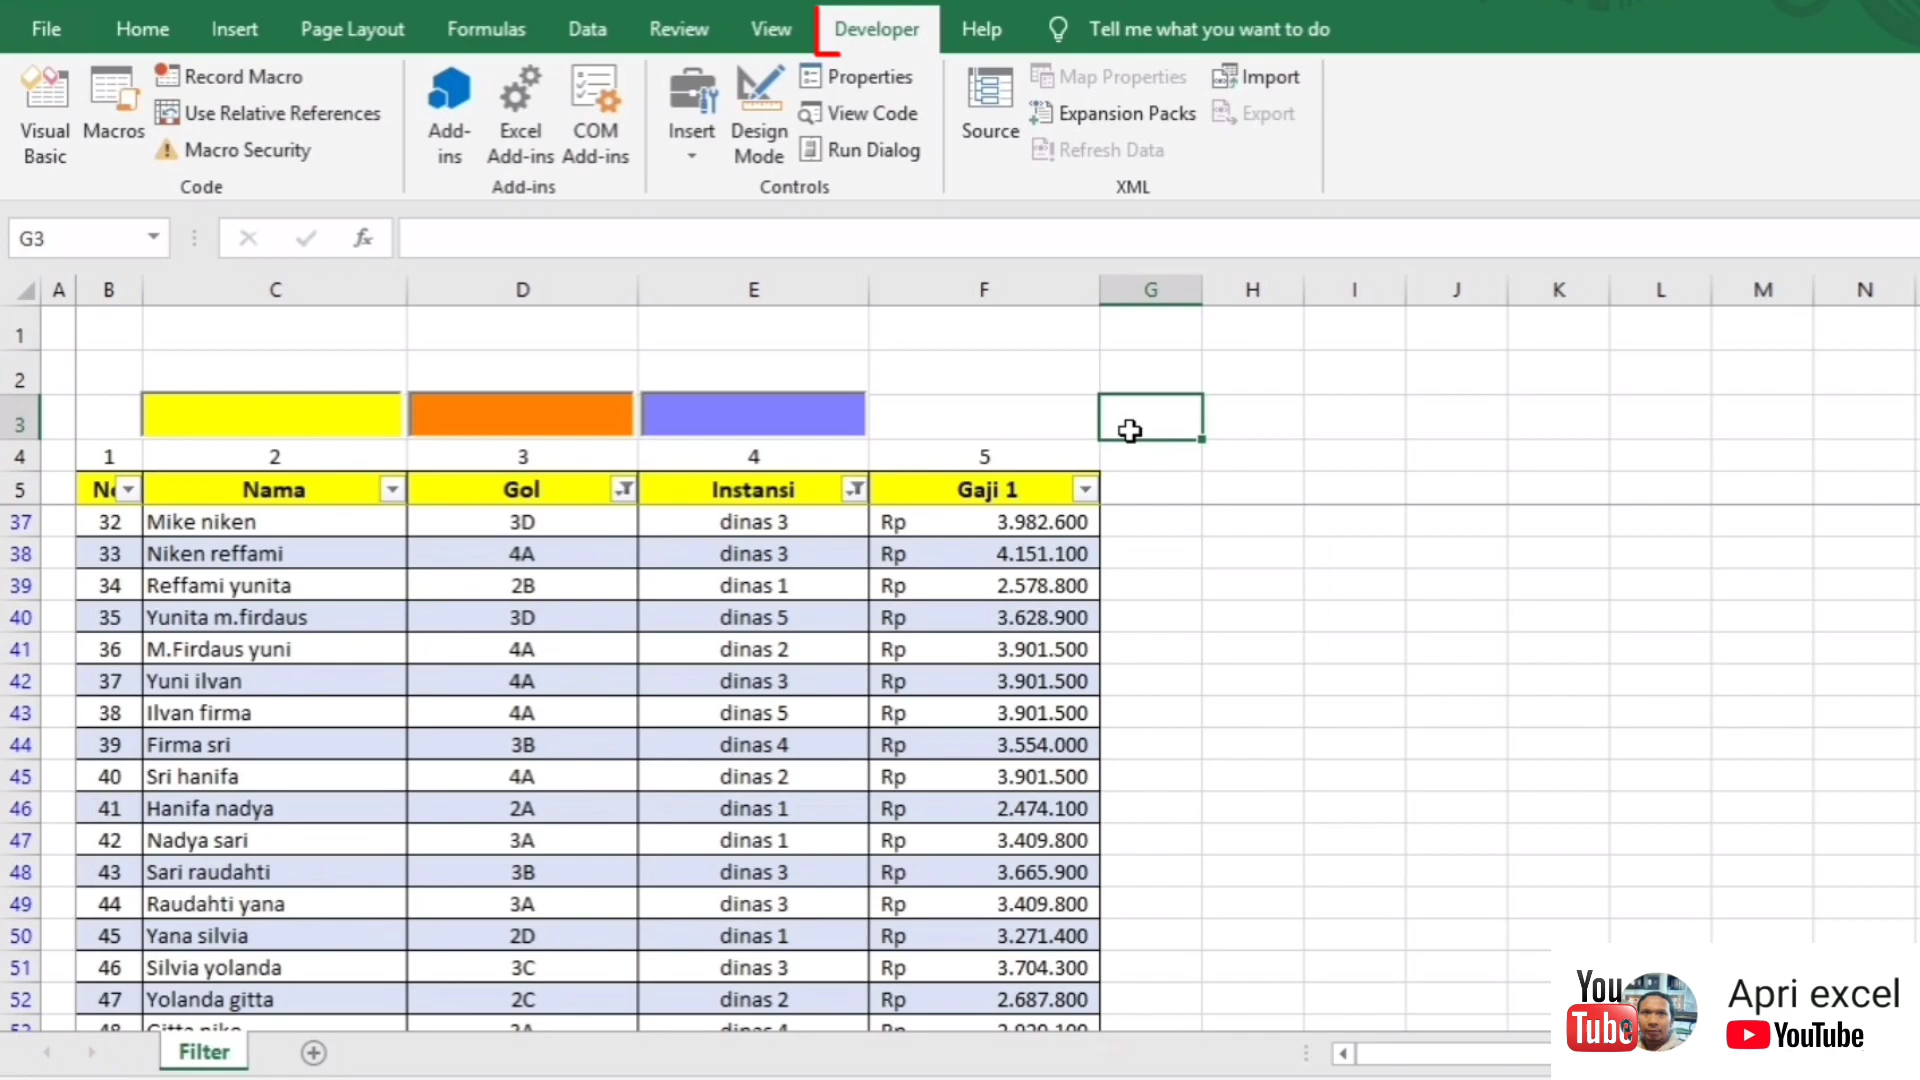 File Home Insert Page Layout Formulas Data Review View Developer Help Tell me what you want to do
Visual Basic
Macros
Record Macro
Use Relative References
Macro Security
Code
Add-ins
Excel Add-ins
COM Add-ins
Add-ins
Insert
Design Mode
Properties
View Code
Run Dialog
Controls
Source
Map Properties
Expansion Packs
Refresh Data
Import
Export
XML
G3 fx
A B C D E F G H I J K L M N
1
2
3
4 1 2 3 4 5
5 Nama Gol Instansi Gaji 1
37 32 Mike niken 3D dinas 3 Rp 3.982.600
38 33 Niken reffami 4A dinas 3 Rp 4.151.100
39 34 Reffami yunita 2B dinas 1 Rp 2.578.800
40 35 Yunita m.firdaus 3D dinas 5 Rp 3.628.900
41 36 M.Firdaus yuni 4A dinas 2 Rp 3.901.500
42 37 Yuni ilvan 4A dinas 3 Rp 3.901.500
43 38 Ilvan firma 4A dinas 5 Rp 3.901.500
44 39 Firma sri 3B dinas 4 Rp 3.554.000
45 40 Sri hanifa 4A dinas 2 Rp 3.901.500
46 41 Hanifa nadya 2A dinas 1 Rp 2.474.100
47 42 Nadya sari 3A dinas 1 Rp 3.409.800
48 43 Sari raudahti 3B dinas 3 Rp 3.665.900
49 44 Raudahti yana 3A dinas 3 Rp 3.409.800
50 45 Yana silvia 2D dinas 1 Rp 3.271.400
51 46 Silvia yolanda 3C dinas 3 Rp 3.704.300
52 47 Yolanda gitta 2C dinas 2 Rp 2.687.800
Filter
You Tube
Apri excel
YouTube